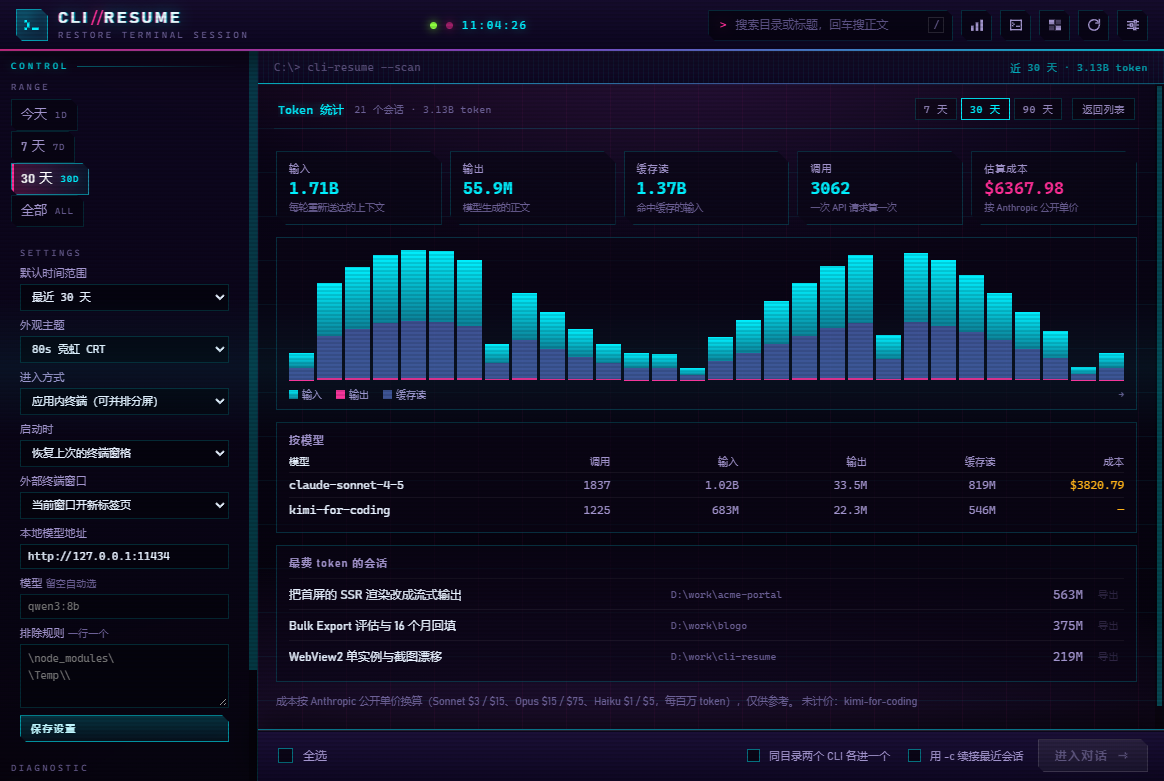 CLI//RESUME
RESTORE TERMINAL SESSION
11:04:26
> 搜索目录或标题，回车搜正文 /
CONTROL
RANGE
今天 1D
7 天 7D
30 天 30D
全部 ALL
SETTINGS
默认时间范围
最近 30 天
外观主题
80s 霓虹 CRT
进入方式
应用内终端（可并排分屏）
启动时
恢复上次的终端窗格
外部终端窗口
当前窗口开新标签页
本地模型地址
http://127.0.0.1:11434
模型 留空自动选
qwen3:8b
排除规则 一行一个
\node_modules\
\Temp\\
保存设置
DIAGNOSTIC
C:\> cli-resume --scan
近 30 天 · 3.13B token
Token 统计 21 个会话 · 3.13B token
7 天 30 天 90 天 返回列表
输入
1.71B
每轮重新送达的上下文
输出
55.9M
模型生成的正文
缓存读
1.37B
命中缓存的输入
调用
3062
一次 API 请求算一次
估算成本
$6367.98
按 Anthropic 公开单价
输入 输出 缓存读 →
按模型
模型 调用 输入 输出 缓存读 成本
claude-sonnet-4-5 1837 1.02B 33.5M 819M $3820.79
kimi-for-coding 1225 683M 22.3M 546M —
最费 token 的会话
把首屏的 SSR 渲染改成流式输出 D:\work\acme-portal 563M 导出
Bulk Export 评估与 16 个月回填 D:\work\blogo 375M 导出
WebView2 单实例与截图漂移 D:\work\cli-resume 219M 导出
成本按 Anthropic 公开单价换算（Sonnet $3 / $15、Opus $15 / $75、Haiku $1 / $5，每百万 token），仅供参考。 未计价：kimi-for-coding
全选 同目录两个 CLI 各进一个 用 -c 续接最近会话 进入对话 →